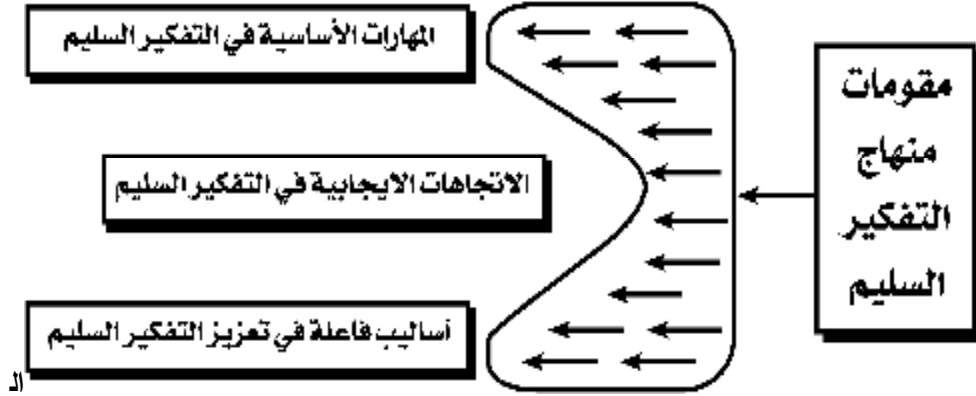 مقومات
منهاج
التفكير
السليم
المهارات الأساسية في التفكير السليم
الاتجاهات الايجابية في التفكير السليم
أساليب فاعلة في تعزيز التفكير السليم
الـ